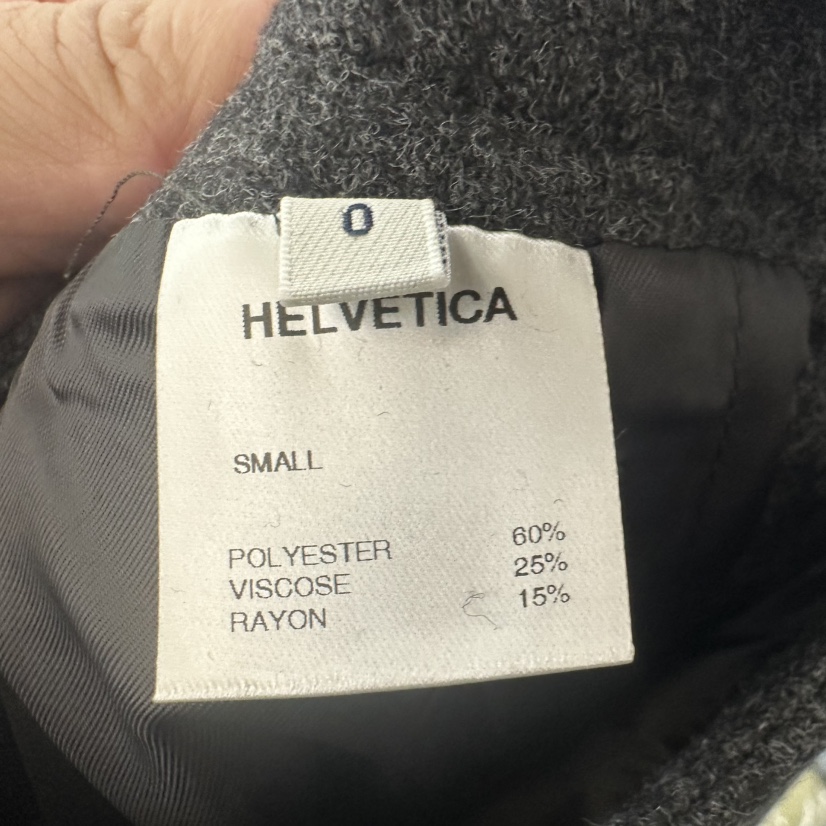 0
HELVETICA
SMALL
POLYESTER 60%
VISCOSE 25%
RAYON 15%